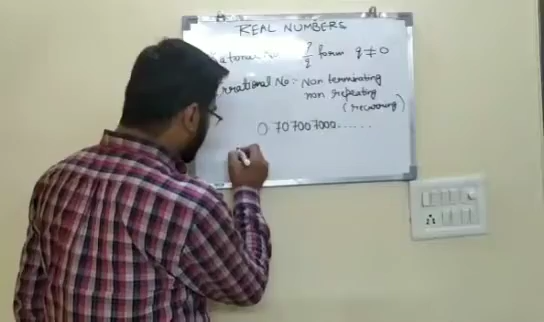 REAL NUMBERS
Rational No p/q form q ≠ 0
Irrational No:- Non terminating
non repeating
(recurring)
0 707007000......